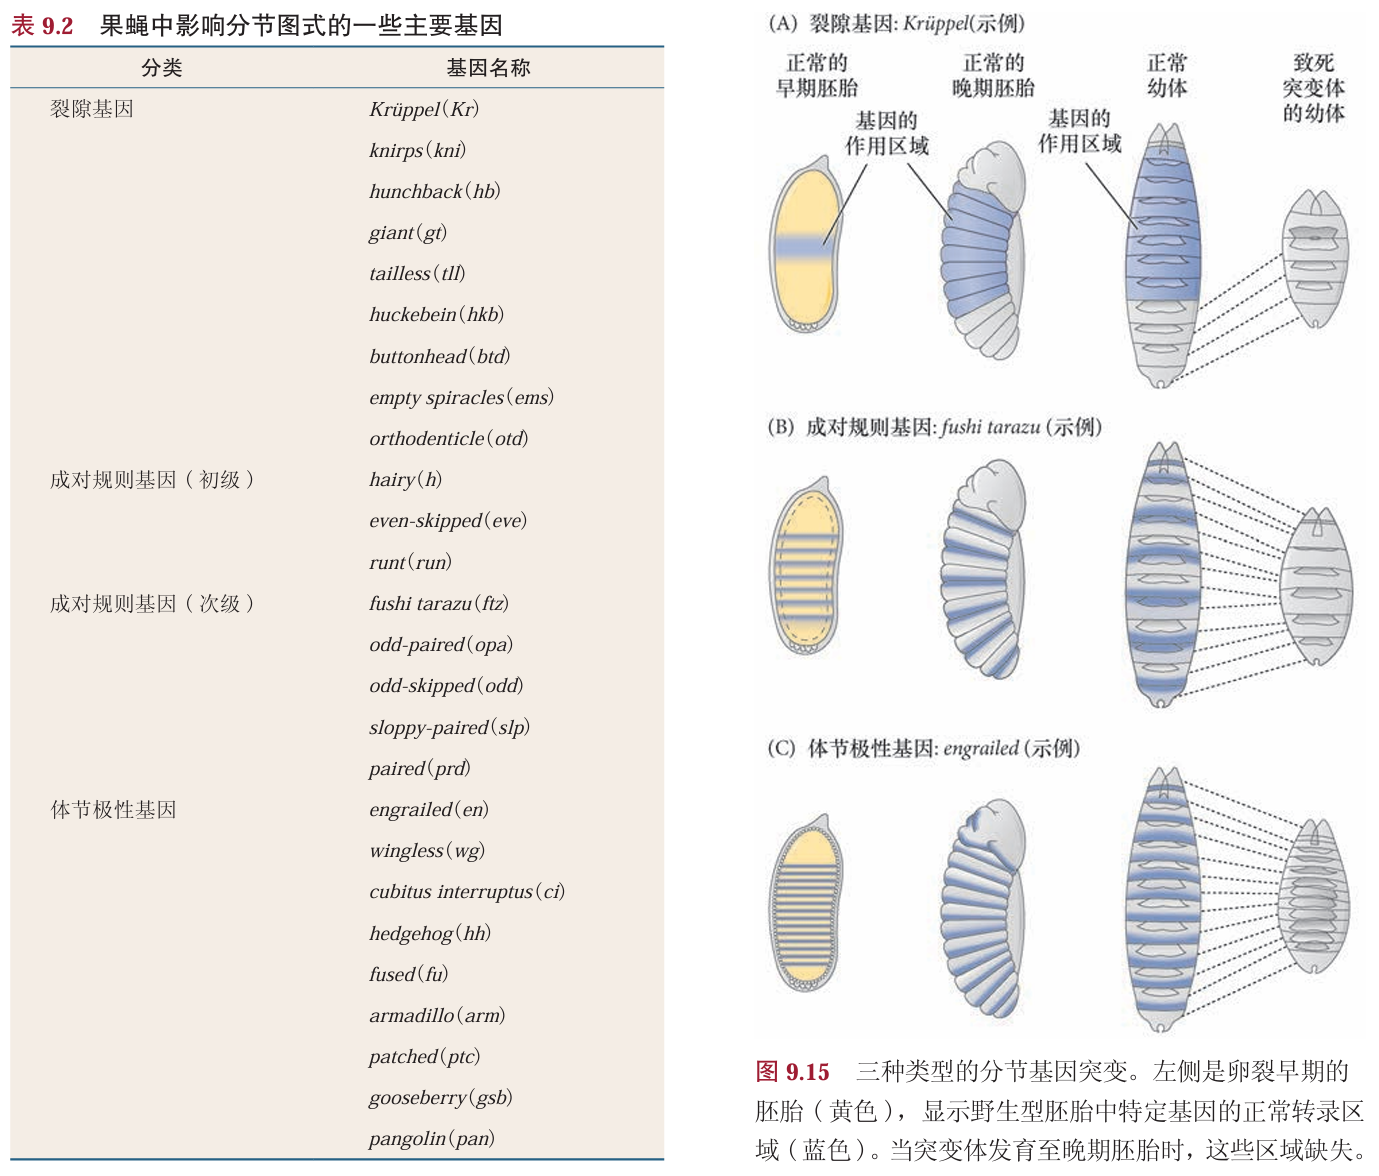 表 9.2 果蝇中影响分节图式的一些主要基因
分类 基因名称
裂隙基因 Krüppel(Kr)
knirps(kni)
hunchback(hb)
giant(gt)
tailless(tll)
huckebein(hkb)
buttonhead(btd)
empty spiracles(ems)
orthodenticle(otd)
成对规则基因（初级） hairy(h)
even-skipped(eve)
runt(run)
成对规则基因（次级） fushi tarazu(ftz)
odd-paired(opa)
odd-skipped(odd)
sloppy-paired(slp)
paired(prd)
体节极性基因 engrailed(en)
wingless(wg)
cubitus interruptus(ci)
hedgehog(hh)
fused(fu)
armadillo(arm)
patched(ptc)
gooseberry(gsb)
pangolin(pan)
(A) 裂隙基因: Krüppel(示例)
正常的
早期胚胎
正常的
晚期胚胎
正常
幼体
致死
突变体
的幼体
基因的
作用区域
基因的
作用区域
(B) 成对规则基因: fushi tarazu (示例)
(C) 体节极性基因: engrailed (示例)
图 9.15 三种类型的分节基因突变。左侧是卵裂早期的
胚胎（黄色），显示野生型胚胎中特定基因的正常转录区
域（蓝色）。当突变体发育至晚期胚胎时，这些区域缺失。